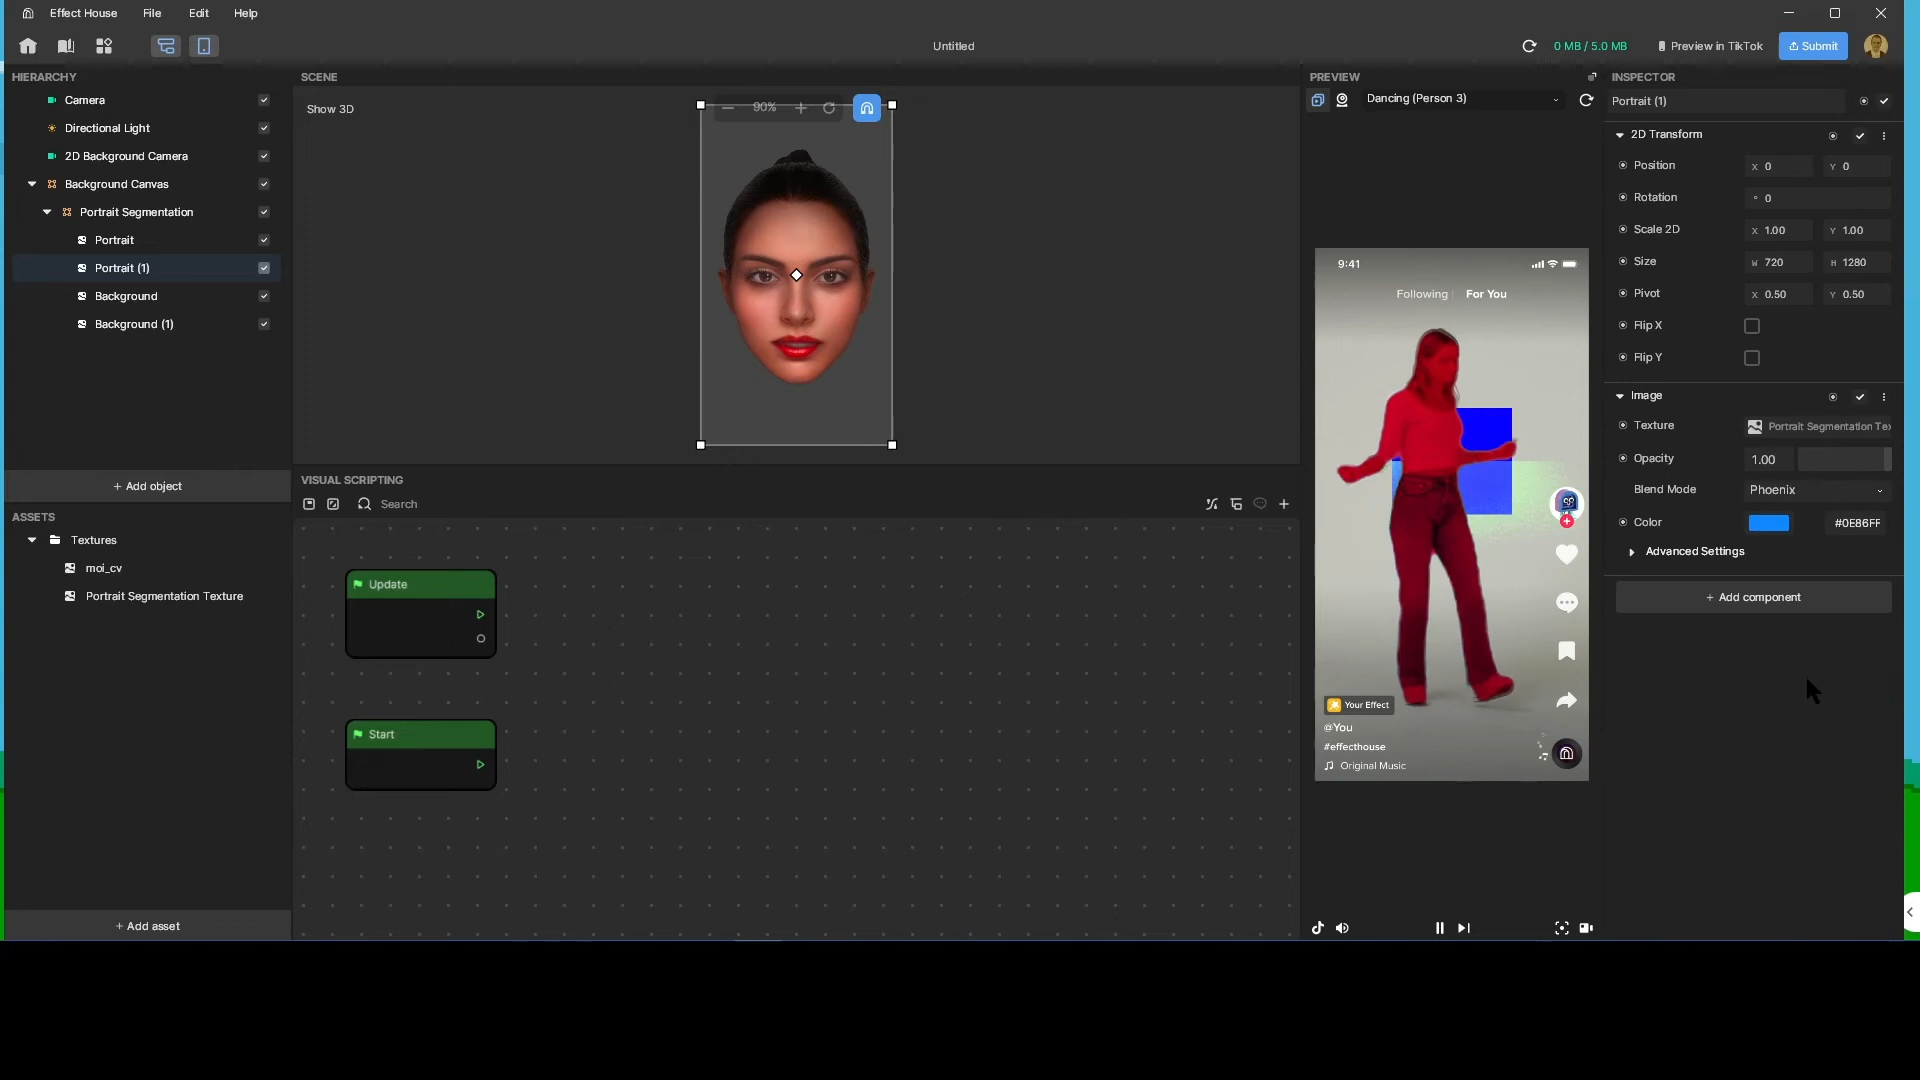 Effect House
File
Edit
Help
Untitled
0 MB / 5.0 MB
Preview in TikTok
Submit
HIERARCHY
Camera
Directional Light
2D Background Camera
Background Canvas
Portrait Segmentation
Portrait
Portrait (1)
Background
Background (1)
+ Add object
ASSETS
Textures
moi_cv
Portrait Segmentation Texture
+ Add asset
SCENE
Show 3D
90%
VISUAL SCRIPTING
Search
Update
Start
PREVIEW
Dancing (Person 3)
9:41
Following
For You
Your Effect
@You
#effecthouse
Original Music
INSPECTOR
Portrait (1)
2D Transform
Position X 0 Y 0
Rotation ° 0
Scale 2D X 1.00 Y 1.00
Size W 720 H 1280
Pivot X 0.50 Y 0.50
Flip X
Flip Y
Image
Texture Portrait Segmentation Tex
Opacity 1.00
Blend Mode Phoenix
Color #0E86FF
Advanced Settings
+ Add component